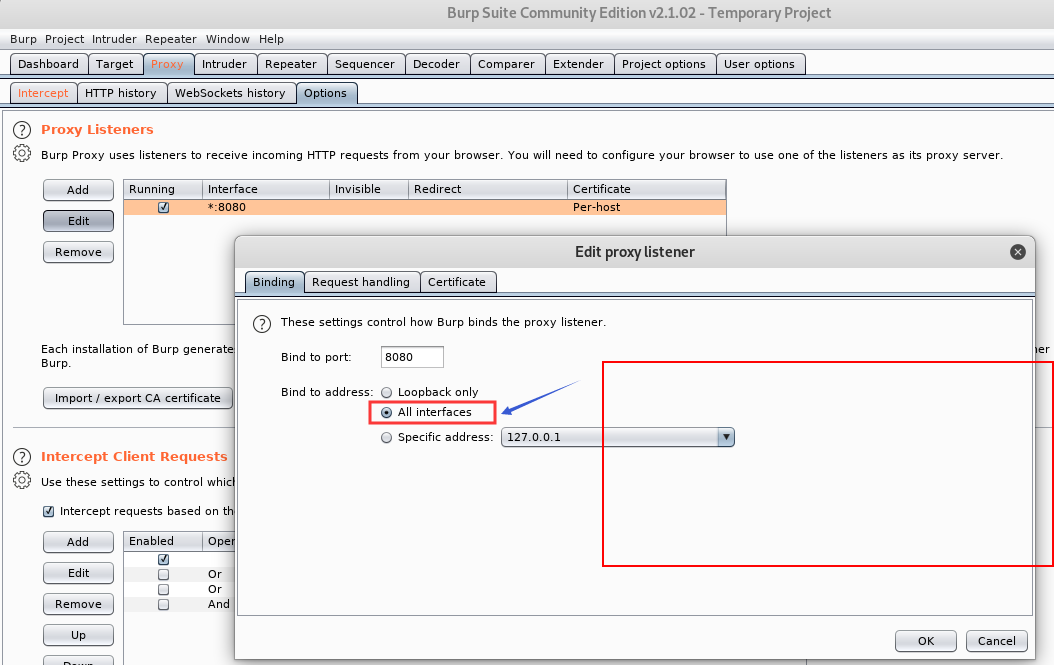 Burp Suite Community Edition v2.1.02 - Temporary Project
Burp Project Intruder Repeater Window Help
Dashboard Target Proxy Intruder Repeater Sequencer Decoder Comparer Extender Project options User options
Intercept HTTP history WebSockets history Options
? Proxy Listeners
Burp Proxy uses listeners to receive incoming HTTP requests from your browser. You will need to configure your browser to use one of the listeners as its proxy server.
Add Running Interface Invisible Redirect Certificate
*:8080 Per-host
Edit
Remove
Edit proxy listener
Binding Request handling Certificate
? These settings control how Burp binds the proxy listener.
Each installation of Burp generate
Burp.
Bind to port: 8080
Import / export CA certificate
Bind to address: Loopback only
All interfaces
Specific address: 127.0.0.1
? Intercept Client Requests
Use these settings to control whic
Intercept requests based on th
Add Enabled Oper
Edit Or
Or
Remove And
Up
Down
OK Cancel